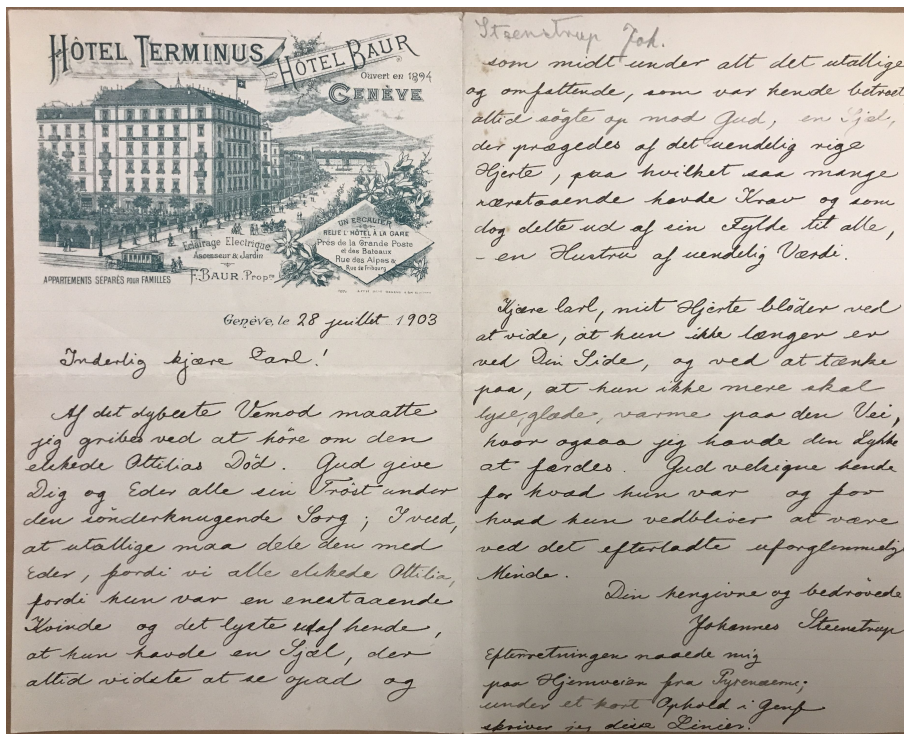 HÔTEL TERMINUS
HÔTEL BAUR
Ouvert en 1894
GENÈVE
UN ESCALIER
RELIE L'HÔTEL À LA GARE
Près de la Grande Poste
et des Bateaux
Rue des Alpes &
Rue de Fribourg
Eclairage Electrique
Ascenseur & Jardin
F. BAUR. Propre
APPARTEMENTS SÉPARÉS POUR FAMILLES
Genève, le 28 juillet 1903
Inderlig kjære Carl!
Af det dybeste Vemod maatte
jeg gribes ved at høre om den
elskede Ottilias Död. Gud give
Dig og Eder alle sin Tröst under
den sönderknugende Sorg; I veed,
at utallige maa dele den med
Eder, fordi vi alle elskede Ottilia,
fordi hun var en enestaaende
Kvinde og det lyste ud af hende,
at hun havde en Sjæl, der
altid vidste at se opad og
Steenstrup Joh.
som midt under alt det utallige
og omfattende, som var hende betroet
altid sögte op mod Gud, en Sjæl,
der prægedes af det uendelig rige
Hjerte, paa hvilket saa mange
nærstaaende havde Krav og som
dog delte ud af sin Fylde til alle,
- en Hustru af uendelig Værdi.
Kjære Carl, mit Hjerte blöder ved
at vide, at hun ikke længer er
ved Din Side, og ved at tænke
paa, at hun ikke mere skal
lyse, glæde, varme paa den Vei,
hvor ogsaa jeg havde den Lykke
at færdes. Gud velsigne hende
for hvad hun var og for
hvad hun vedbliver at være
ved det efterladte uforglemmelige
Minde.
Din hengivne og bedrövede
Johannes Steenstrup
Efterretningen naaede mig
paa Hjemveien fra Pyrenæerne;
under et kort Ophold i Genf
skriver jeg disse Linier.